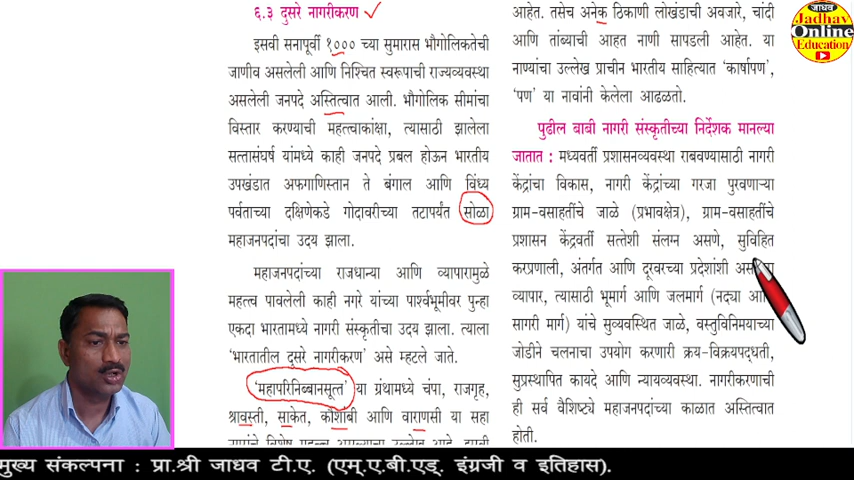 ६.३ दुसरे नागरीकरण
इसवी सनापूर्वी १००० च्या सुमारास भौगोलिकतेची
जाणीव असलेली आणि निश्चित स्वरूपाची राज्यव्यवस्था
असलेली जनपदे अस्तित्वात आली. भौगोलिक सीमांचा
विस्तार करण्याची महत्त्वाकांक्षा, त्यासाठी झालेला
सत्तासंघर्ष यांमध्ये काही जनपदे प्रबल होऊन भारतीय
उपखंडात अफगाणिस्तान ते बंगाल आणि विंध्य
पर्वताच्या दक्षिणेकडे गोदावरीच्या तटापर्यंत सोळा
महाजनपदांचा उदय झाला.
महाजनपदांच्या राजधान्या आणि व्यापारामुळे
महत्त्व पावलेली काही नगरे यांच्या पार्श्वभूमीवर पुन्हा
एकदा भारतामध्ये नागरी संस्कृतीचा उदय झाला. त्याला
'भारतातील दुसरे नागरीकरण' असे म्हटले जाते.
'महापरिनिब्बानसूत्त' या ग्रंथामध्ये चंपा, राजगृह,
श्रावस्ती, साकेत, कौशांबी आणि वाराणसी या सहा
आहेत. तसेच अनेक ठिकाणी लोखंडाची अवजारे, चांदी
आणि तांब्याची आहत नाणी सापडली आहेत. या
नाण्यांचा उल्लेख प्राचीन भारतीय साहित्यात 'कार्षापण',
'पण' या नावांनी केलेला आढळतो.
पुढील बाबी नागरी संस्कृतीच्या निर्देशक मानल्या
जातात : मध्यवर्ती प्रशासनव्यवस्था राबवण्यासाठी नागरी
केंद्रांचा विकास, नागरी केंद्रांच्या गरजा पुरवणाऱ्या
ग्राम-वसाहतींचे जाळे (प्रभावक्षेत्र), ग्राम-वसाहतींचे
प्रशासन केंद्रवर्ती सत्तेशी संलग्न असणे, सुविहित
करप्रणाली, अंतर्गत आणि दूरवरच्या प्रदेशांशी
व्यापार, त्यासाठी भूमार्ग आणि जलमार्ग (नद्या
सागरी मार्ग) यांचे सुव्यवस्थित जाळे, वस्तुविनिमयाच्या
जोडीने चलनाचा उपयोग करणारी क्रय-विक्रयपद्धती,
सुप्रस्थापित कायदे आणि न्यायव्यवस्था. नागरीकरणाची
ही सर्व वैशिष्ट्ये महाजनपदांच्या काळात अस्तित्वात
होती.
जाधव
Jadhav
Online
Education
मुख्य संकल्पना : प्रा.श्री जाधव टी.ए. (एम्.ए.बी.एड्. इंग्रजी व इतिहास).